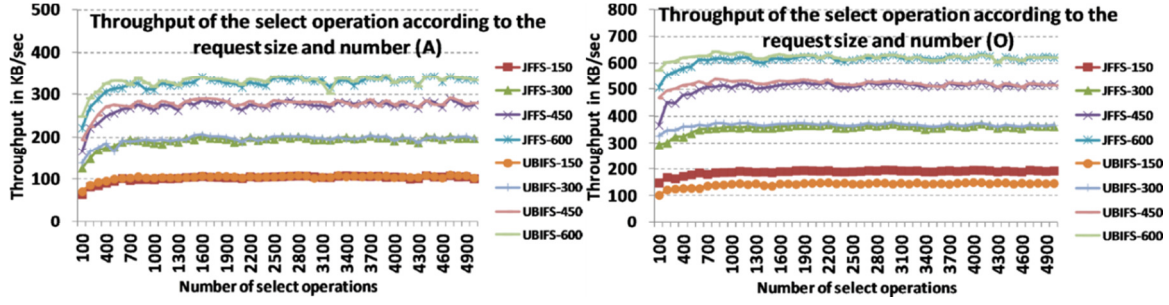 Throughput of the select operation according to the
request size and number (A)
Throughput in KB/sec
500
400
300
200
100
0
100
400
700
1000
1300
1600
1900
2200
2500
2800
3100
3400
3700
4000
4300
4600
4900
Number of select operations
JFFS-150
JFFS-300
JFFS-450
JFFS-600
UBIFS-150
UBIFS-300
UBIFS-450
UBIFS-600
Throughput of the select operation according to the
request size and number (O)
Throughput in KB/sec
800
700
600
500
400
300
200
100
0
100
400
700
1000
1300
1600
1900
2200
2500
2800
3100
3400
3700
4000
4300
4600
4900
Number of select operations
JFFS-150
JFFS-300
JFFS-450
JFFS-600
UBIFS-150
UBIFS-300
UBIFS-450
UBIFS-600